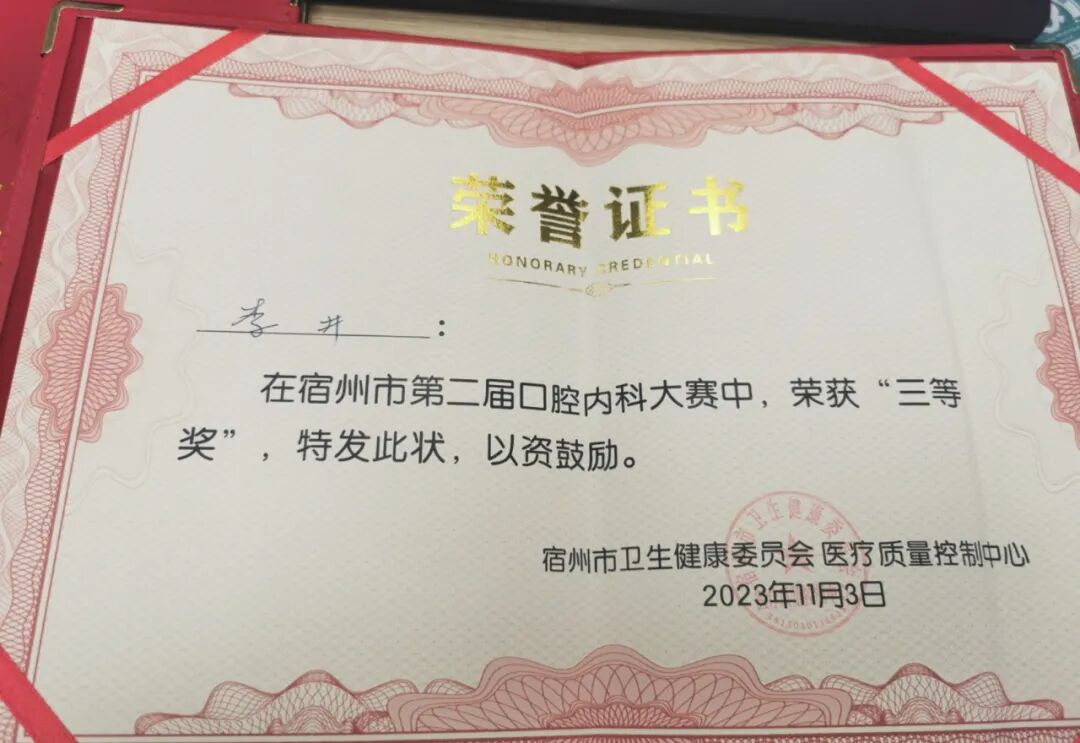 荣誉证书
HONORARY CREDENTIAL
李井：
在宿州市第二届口腔内科大赛中，荣获“三等
奖”，特发此状，以资鼓励。
宿州市卫生健康委员会 医疗质量控制中心
2023年11月3日